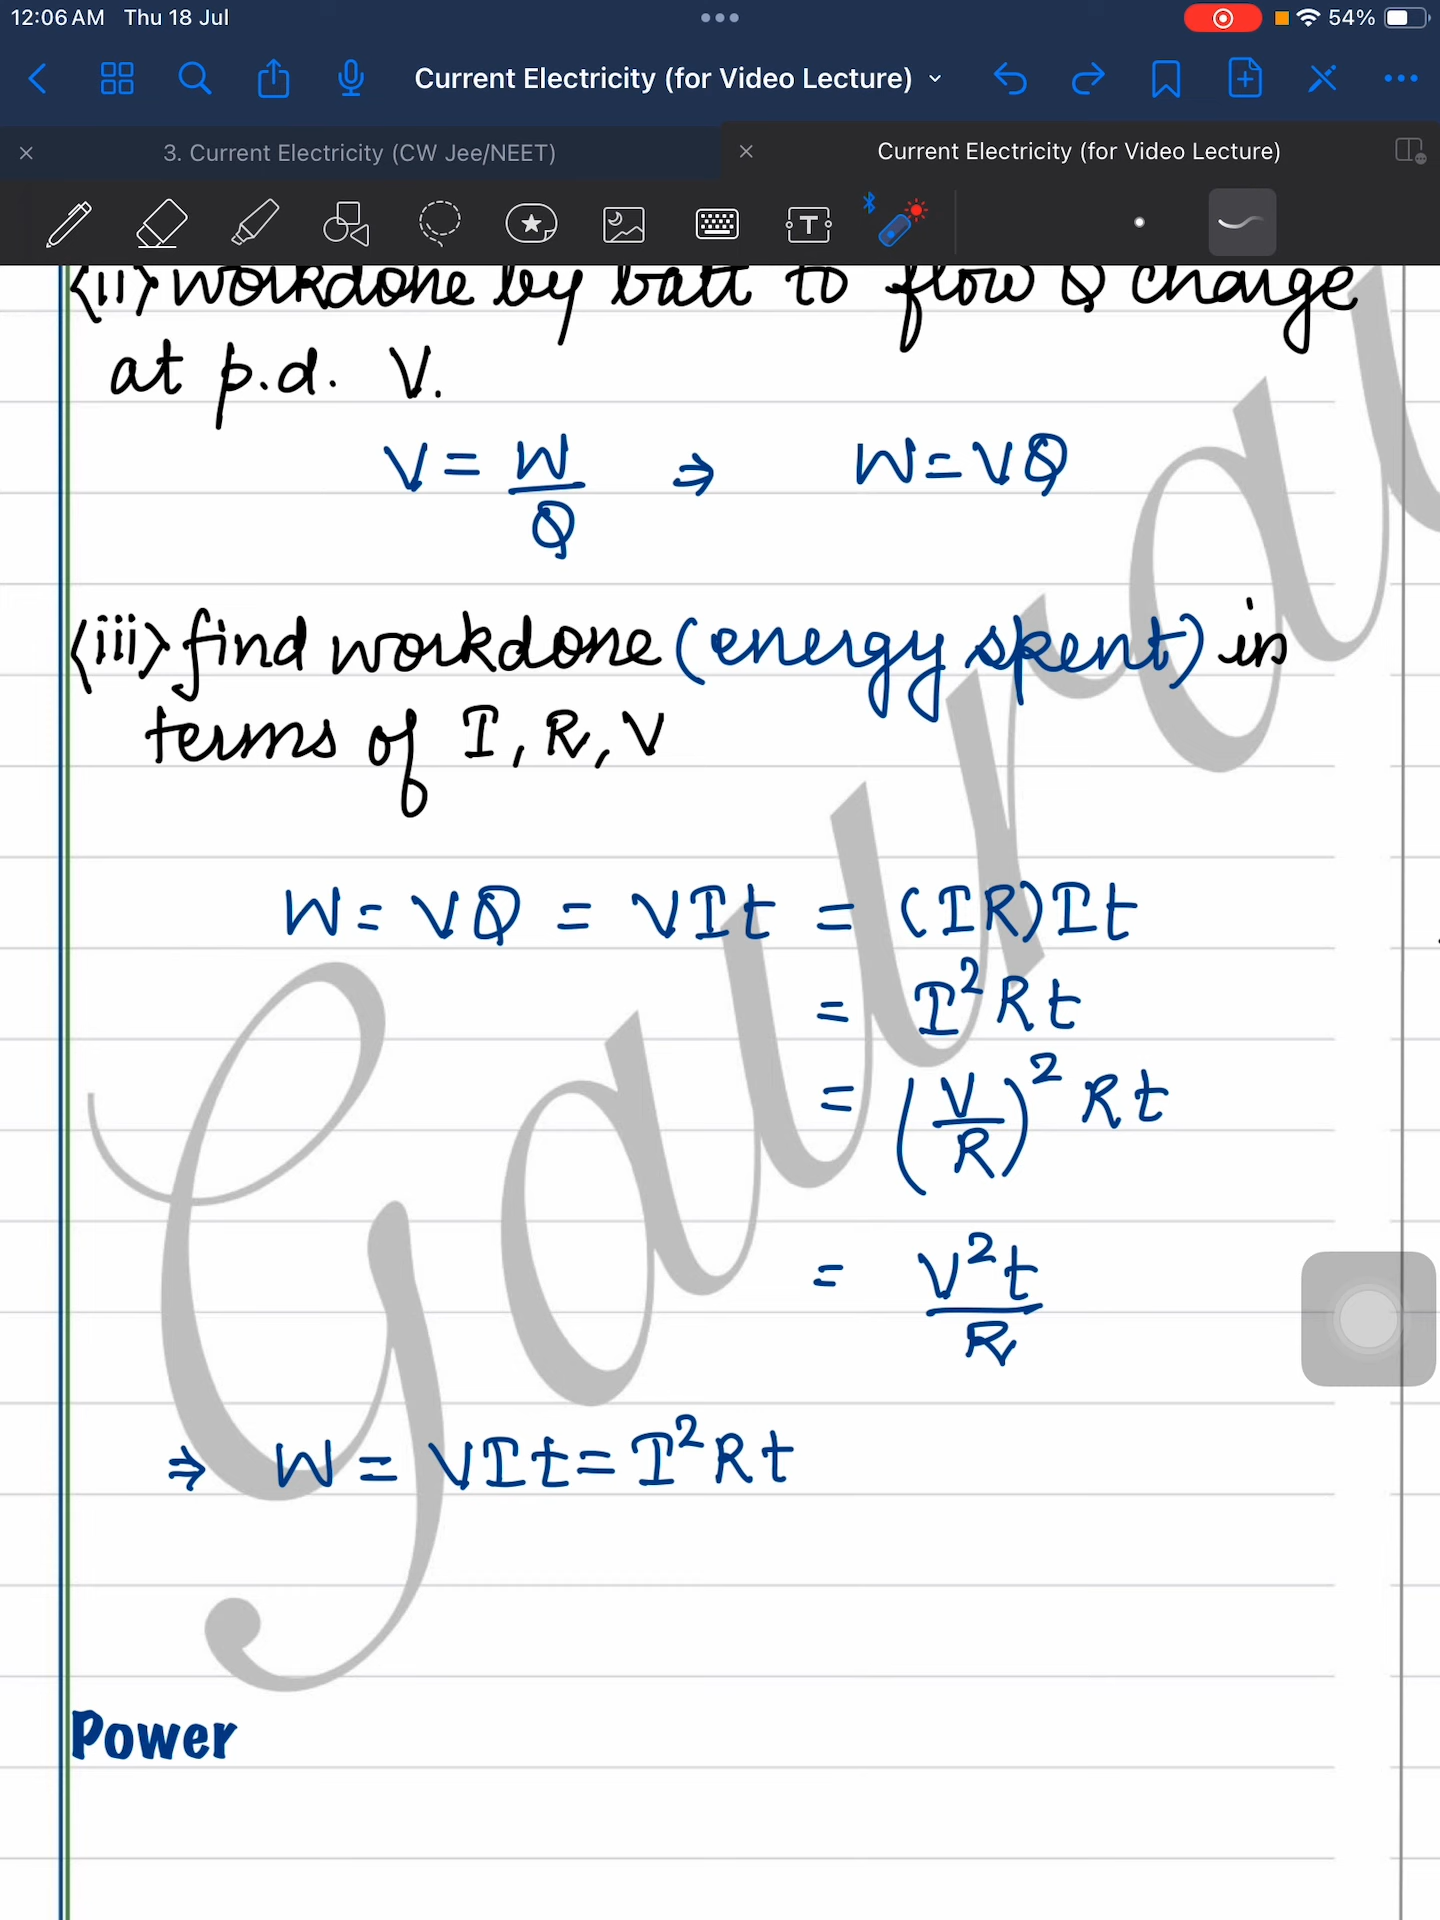 12:06 AM Thu 18 Jul
54%
Current Electricity (for Video Lecture)
3. Current Electricity (CW Jee/NEET)
Current Electricity (for Video Lecture)
T
(ii) workdone by batt to flow Q charge
at p.d. V.
V = W/Q ⇒ W = VQ
(iii) find workdone (energy spent) in
terms of I, R, V
W = VQ = VIt = (IR)It
= I²Rt
= (V/R)² Rt
= V²t/R
⇒ W = VIt = I²Rt
Power
Gaura